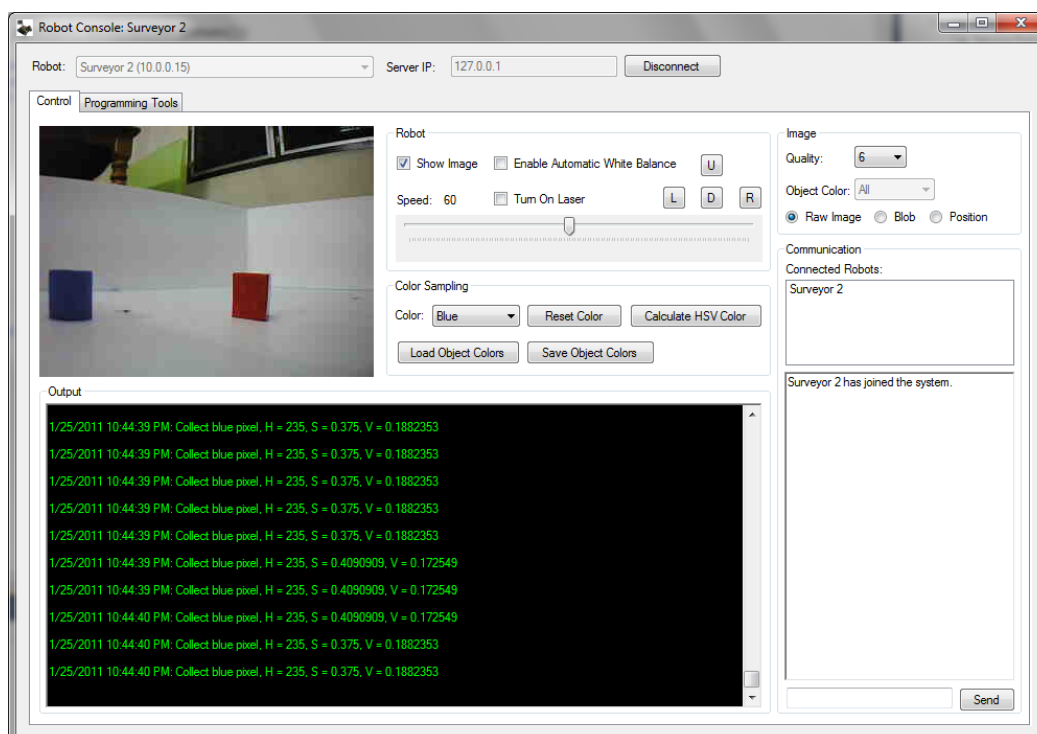 Robot Console: Surveyor 2
Robot: Surveyor 2 (10.0.0.15) Server IP: 127.0.0.1 Disconnect
Control Programming Tools
Robot
Show Image Enable Automatic White Balance U
Speed: 60 Turn On Laser L D R
Color Sampling
Color: Blue Reset Color Calculate HSV Color
Load Object Colors Save Object Colors
Image
Quality: 6
Object Color: All
Raw Image Blob Position
Communication
Connected Robots:
Surveyor 2
Surveyor 2 has joined the system.
Send
Output
1/25/2011 10:44:39 PM: Collect blue pixel, H = 235, S = 0.375, V = 0.1882353
1/25/2011 10:44:39 PM: Collect blue pixel, H = 235, S = 0.375, V = 0.1882353
1/25/2011 10:44:39 PM: Collect blue pixel, H = 235, S = 0.375, V = 0.1882353
1/25/2011 10:44:39 PM: Collect blue pixel, H = 235, S = 0.375, V = 0.1882353
1/25/2011 10:44:39 PM: Collect blue pixel, H = 235, S = 0.375, V = 0.1882353
1/25/2011 10:44:39 PM: Collect blue pixel, H = 235, S = 0.4090909, V = 0.172549
1/25/2011 10:44:39 PM: Collect blue pixel, H = 235, S = 0.4090909, V = 0.172549
1/25/2011 10:44:40 PM: Collect blue pixel, H = 235, S = 0.4090909, V = 0.172549
1/25/2011 10:44:40 PM: Collect blue pixel, H = 235, S = 0.375, V = 0.1882353
1/25/2011 10:44:40 PM: Collect blue pixel, H = 235, S = 0.375, V = 0.1882353